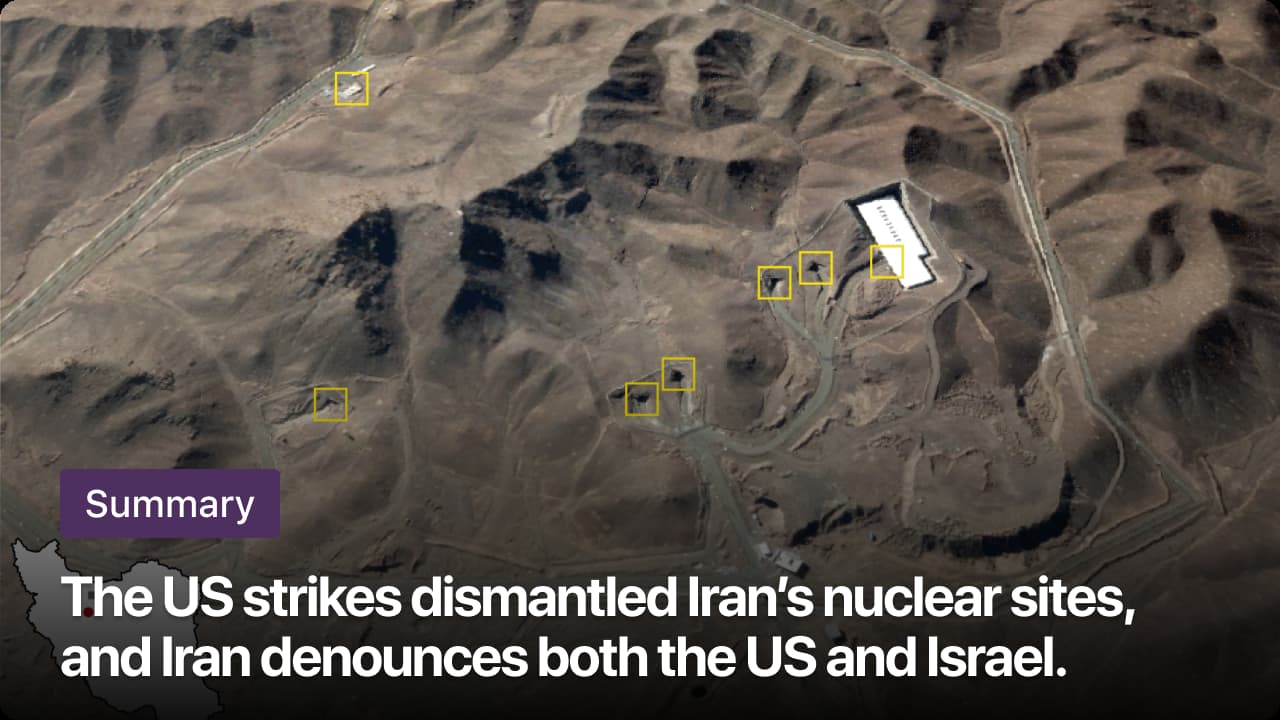 Summary
The US strikes dismantled Iran’s nuclear sites,
and Iran denounces both the US and Israel.